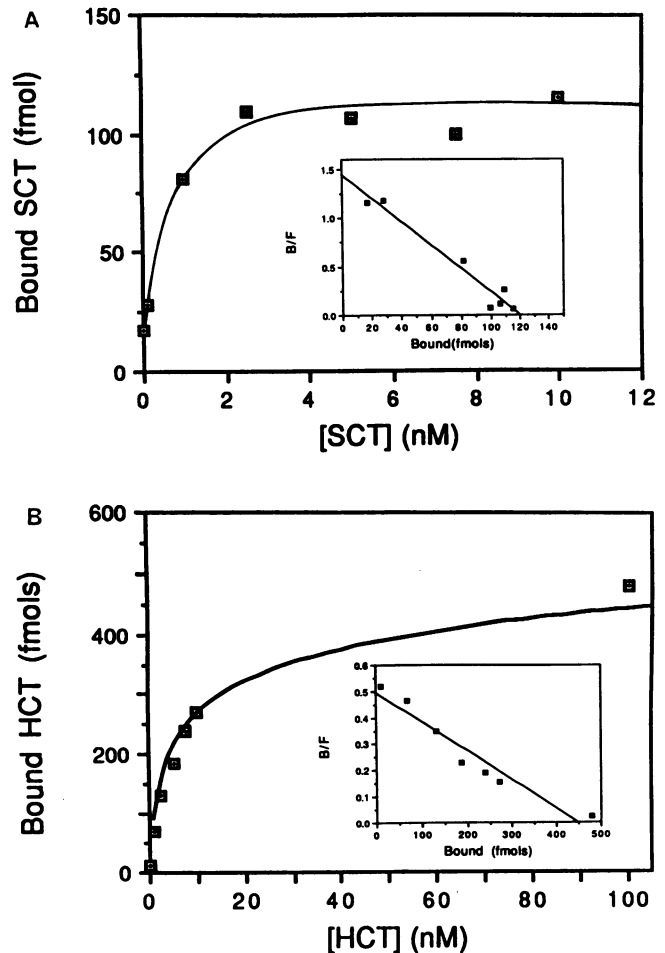 A
150
100
50
0
Bound SCT (fmol)
0 2 4 6 8 10 12
[SCT] (nM)
1.5
1.0
0.5
0.0
B/F
0 20 40 60 80 100 120 140
Bound(fmols)
B
600
400
200
0
Bound HCT (fmols)
0 20 40 60 80 100
[HCT] (nM)
0.6
0.5
0.4
0.3
0.2
0.1
0.0
B/F
0 100 200 300 400 500
Bound (fmols)